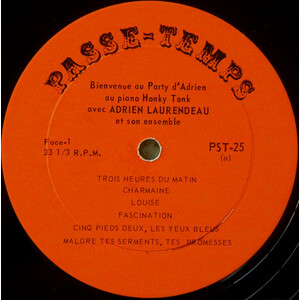 PASSE-TEMPS
Bienvenue au Party d'Adrien
au piano Honky Tonk
avec ADRIEN LAURENDEAU
et son ensemble
Face-1
33 1/3 R.P.M.
PST-25
(a)
TROIS HEURES DU MATIN
CHARMAINE
LOUISE
FASCINATION
CINQ PIEDS DEUX, LES YEUX BLEUS
MALGRE TES SERMENTS, TES PROMESSES